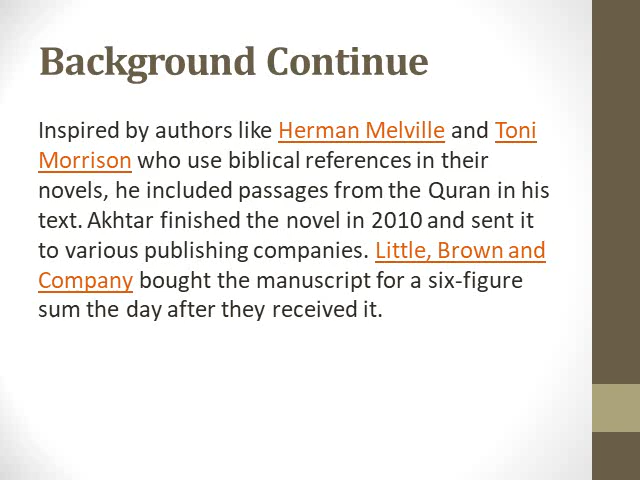 Background Continue
Inspired by authors like Herman Melville and Toni
Morrison who use biblical references in their
novels, he included passages from the Quran in his
text. Akhtar finished the novel in 2010 and sent it
to various publishing companies. Little, Brown and
Company bought the manuscript for a six-figure
sum the day after they received it.